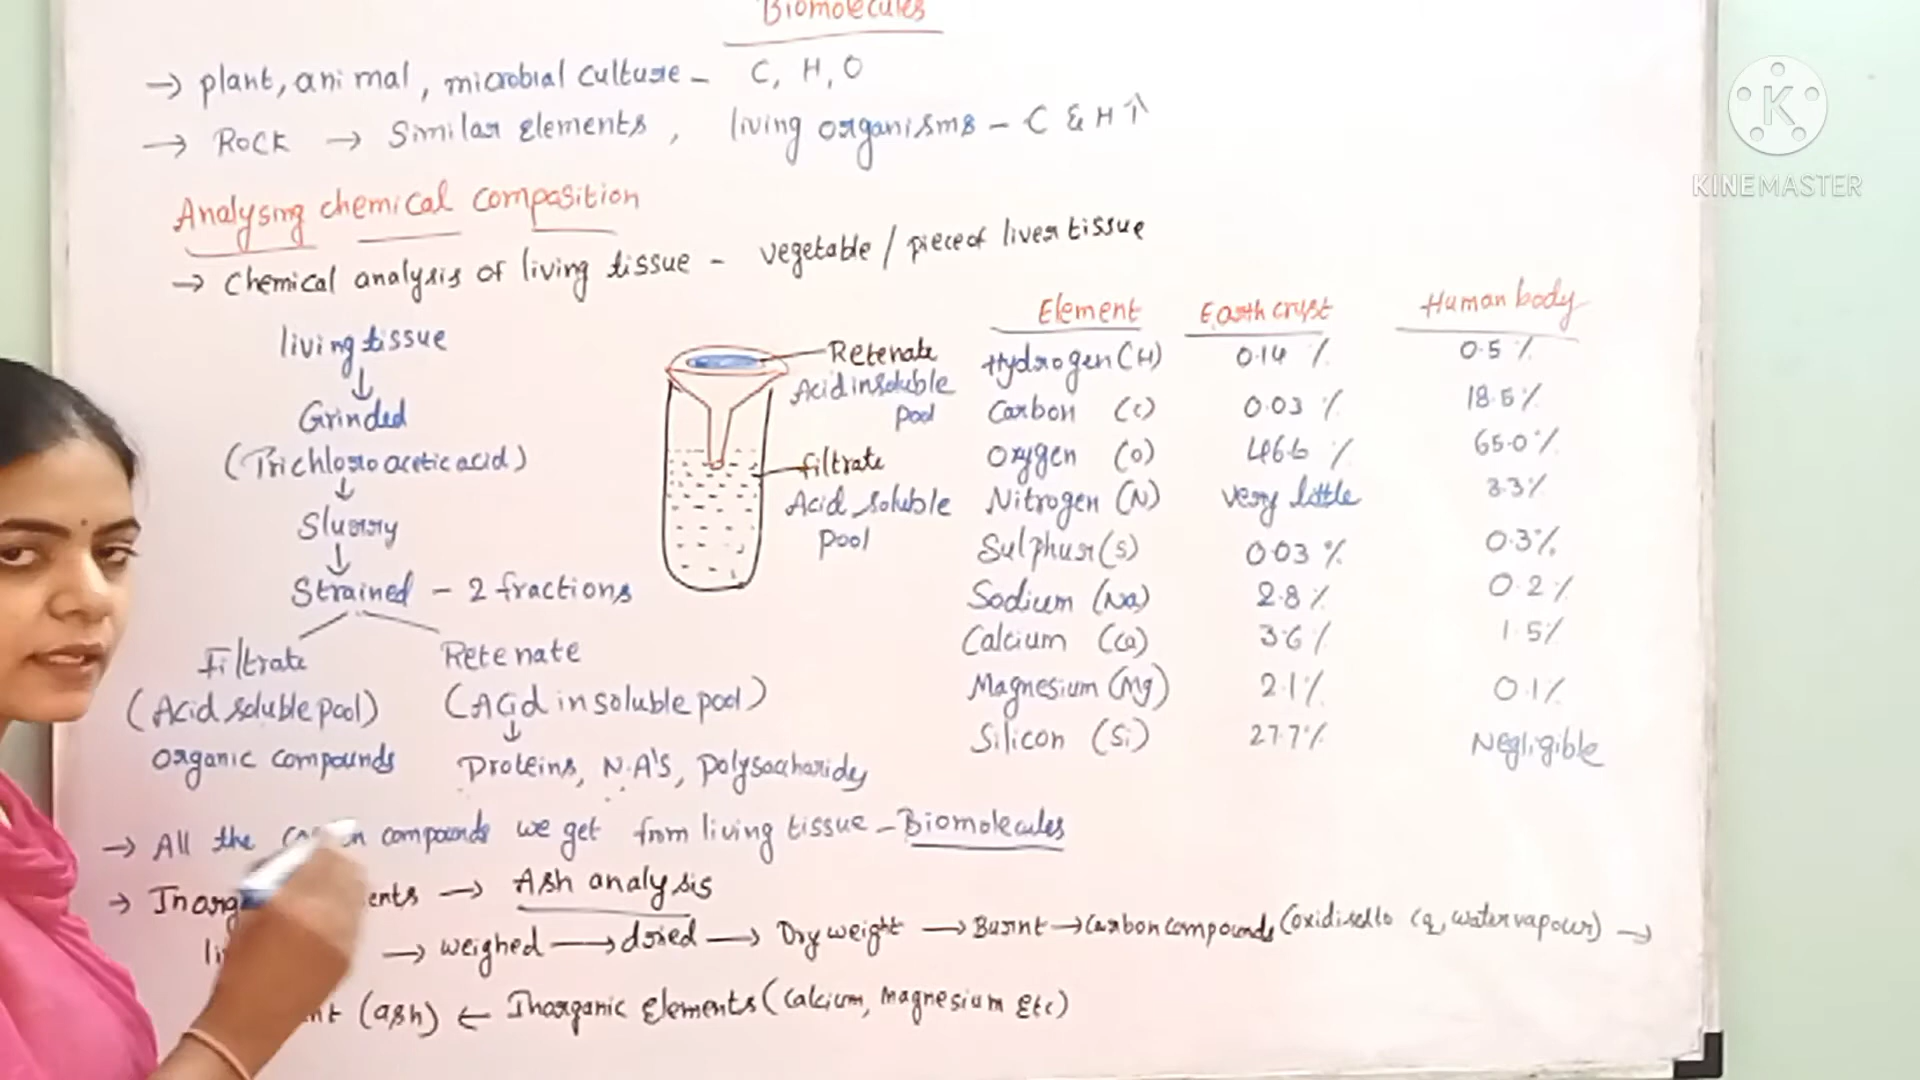 Biomolecules
→ plant, animal, microbial culture - C, H, O
→ Rock → Similar Elements, living organisms - C & H ↑
Analysing chemical composition
→ Chemical analysis of living tissue - vegetable / piece of liver tissue
living tissue
↓
Grinded
(Trichloro acetic acid)
↓
Slurry
↓
Strained - 2 fractions
Filtrate Retenate
(Acid soluble pool) (Acid insoluble pool)
↓
Organic compounds Proteins, N.A's, polysaccharides
Retenate
Acid insoluble
pool
filtrate
Acid soluble
pool
Element Earth crust Human body
Hydrogen (H) 0.14 % 0.5 %
Carbon (C) 0.03 % 18.5 %
Oxygen (O) 46.6 % 65.0 %
Nitrogen (N) very little 3.3 %
Sulphur (S) 0.03 % 0.3 %
Sodium (Na) 2.8 % 0.2 %
Calcium (Ca) 3.6 % 1.5 %
Magnesium (Mg) 2.1 % 0.1 %
Silicon (Si) 27.7 % Negligible
→ All the compounds we get from living tissue - Biomolecules
→ → Ash analysis
→ weighed → dried → Dry weight → Burnt → Carbon compounds (oxidised to CO2, water vapour) →
(ash) ← Inorganic Elements (Calcium, Magnesium Etc)
K
KINEMASTER